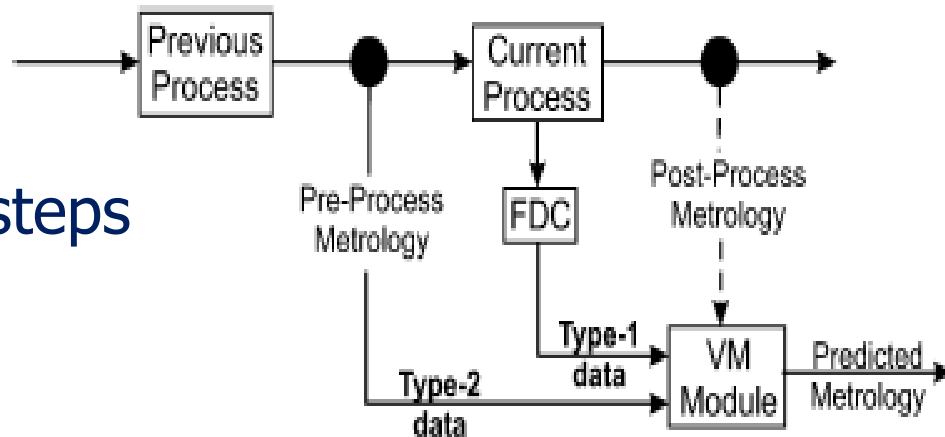 Previous
Process
Current
Process
steps
Pre-Process
Metrology
FDC
Post-Process
Metrology
Type-1
data
Type-2
data
VM
Module
Predicted
Metrology